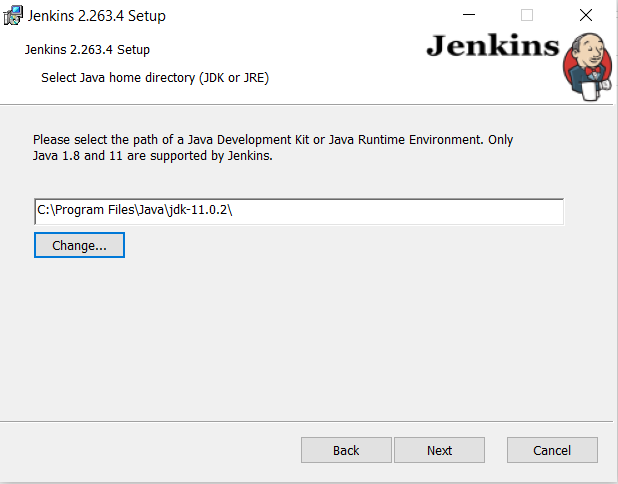 Jenkins 2.263.4 Setup
Jenkins 2.263.4 Setup
Jenkins
Select Java home directory (JDK or JRE)
Please select the path of a Java Development Kit or Java Runtime Environment. Only
Java 1.8 and 11 are supported by Jenkins.
C:\Program Files\Java\jdk-11.0.2\
Change...
Back
Next
Cancel